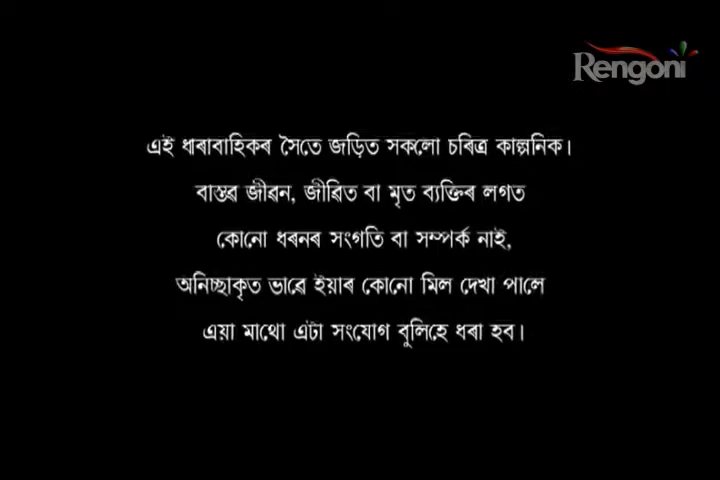 Rengoni
এই ধাৰাবাহিকৰ সৈতে জড়িত সকলো চৰিত্ৰ কাল্পনিক।
বাস্তৱ জীৱন, জীৱিত বা মৃত ব্যক্তিৰ লগত
কোনো ধৰনৰ সংগতি বা সম্পৰ্ক নাই,
অনিচ্ছাকৃত ভাৱে ইয়াৰ কোনো মিল দেখা পালে
এয়া মাথো এটা সংযোগ বুলিহে ধৰা হব।